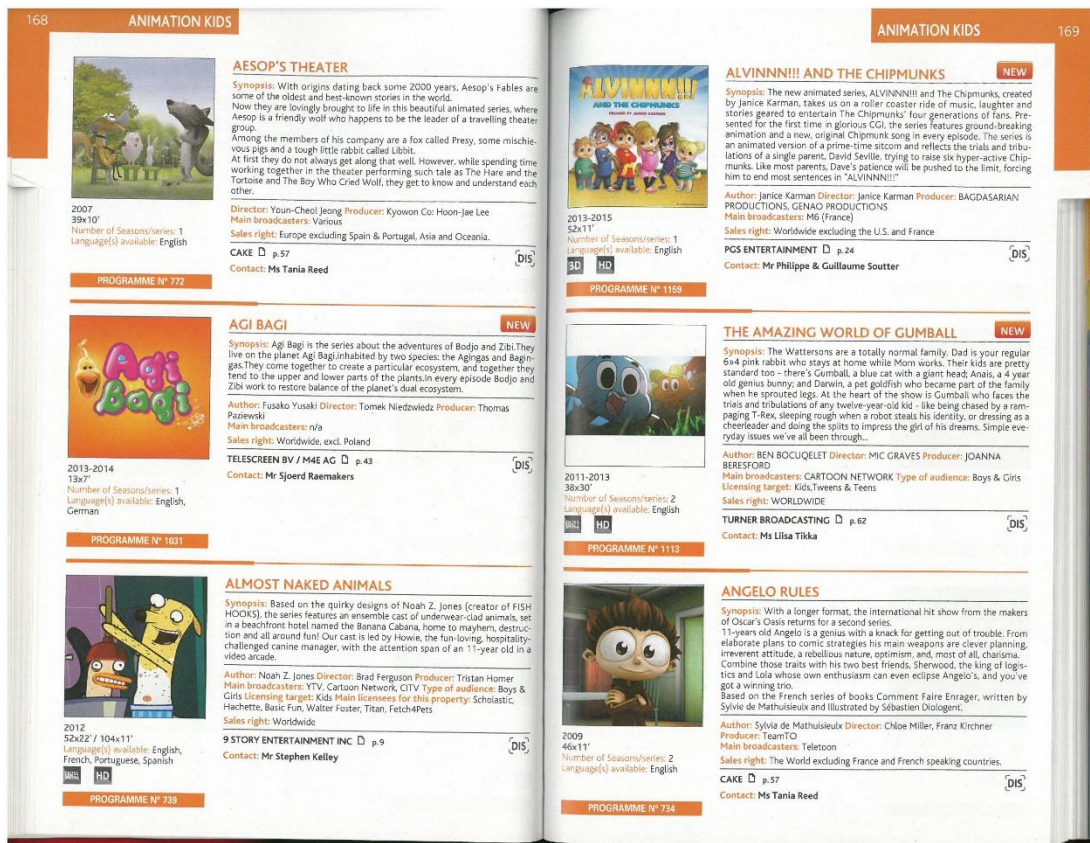 168
ANIMATION KIDS
AESOP'S THEATER
Synopsis: With origins dating back some 2000 years, Aesop's Fables are
some of the oldest and best-known stories in the world.
Now they are lovingly brought to life in this beautiful animated series, where
Aesop is a friendly wolf who happens to be the leader of a travelling theater
group.
Among the members of his company are a fox called Presy, some mischie-
vous pigs and a tough little rabbit called Libbit.
At first they do not always get along that well. However, while spending time
working together in the theater performing such tale as The Hare and the
Tortoise and The Boy Who Cried Wolf, they get to know and understand each
other.
Director: Youn-Cheol Jeong Producer: Kyowon Co: Hoon-Jae Lee
Main broadcasters: Various
Sales right: Europe excluding Spain & Portugal, Asia and Oceania.
CAKE p.57
[DIS]
Contact: Ms Tania Reed
2007
39x10'
Number of Seasons/series: 1
Language(s) available: English
PROGRAMME N° 772
AGI BAGI
NEW
Synopsis: Agi Bagi is the series about the adventures of Bodjo and Zibi.They
live on the planet Agi Bagi,inhabited by two species: the Agingas and Bagin-
gas.They come together to create a particular ecosystem, and together they
tend to the upper and lower parts of the plants.In every episode Bodjo and
Zibi work to restore balance of the planet's dual ecosystem.
Author: Fusako Yusaki Director: Tomek Niedzwiedz Producer: Thomas
Paziewski
Main broadcasters: n/a
Sales right: Worldwide, excl. Poland
TELESCREEN BV / M4E AG p.43
[DIS]
Contact: Mr Sjoerd Raemakers
Agi
Bagi
2013-2014
13x7'
Number of Seasons/series: 1
Language(s) available: English,
German
PROGRAMME N° 1031
ALMOST NAKED ANIMALS
Synopsis: Based on the quirky designs of Noah Z. Jones (creator of FISH
HOOKS), the series features an ensemble cast of underwear-clad animals, set
in a beachfront hotel named the Banana Cabana, home to mayhem, destruc-
tion and all around fun! Our cast is led by Howie, the fun-loving, hospitality-
challenged canine manager, with the attention span of an 11-year old in a
video arcade.
Author: Noah Z. Jones Director: Brad Ferguson Producer: Tristan Homer
Main broadcasters: YTV, Cartoon Network, CITV Type of audience: Boys &
Girls Licensing target: Kids Main licensees for this property: Scholastic,
Hachette, Basic Fun, Walter Foster, Titan, Fetch4Pets
Sales right: Worldwide
9 STORY ENTERTAINMENT INC p.9
[DIS]
Contact: Mr Stephen Kelley
2012
52x22' / 104x11'
Language(s) available: English,
French, Portuguese, Spanish
HD
PROGRAMME N° 739
ANIMATION KIDS
169
ALVINNN!!! AND THE CHIPMUNKS
NEW
Synopsis: The new animated series, ALVINNN!!! and The Chipmunks, created
by Janice Karman, takes us on a roller coaster ride of music, laughter and
stories geared to entertain The Chipmunks' four generations of fans. Pre-
sented for the first time in glorious CGI, the series features ground-breaking
animation and a new, original Chipmunk song in every episode. The series is
an animated version of a prime-time sitcom and reflects the trials and tribu-
lations of a single parent, David Seville, trying to raise six hyper-active Chip-
munks. Like most parents, Dave's patience will be pushed to the limit, forcing
him to end most sentences in "ALVINNN!!!"
Author: Janice Karman Director: Janice Karman Producer: BAGDASARIAN
PRODUCTIONS, GENAO PRODUCTIONS
Main broadcasters: M6 (France)
Sales right: Worldwide excluding the U.S. and France
PGS ENTERTAINMENT p.24
[DIS]
Contact: Mr Philippe & Guillaume Soutter
ALVINNN!!!
AND THE CHIPMUNKS
CREATED BY JANICE KARMAN
2013-2015
52x11'
Number of Seasons/series: 1
Language(s) available: English
3D HD
PROGRAMME N° 1159
THE AMAZING WORLD OF GUMBALL
NEW
Synopsis: The Wattersons are a totally normal family. Dad is your regular
6»4 pink rabbit who stays at home while Mom works. Their kids are pretty
standard too - there's Gumball, a blue cat with a giant head; Anais, a 4 year
old genius bunny; and Darwin, a pet goldfish who became part of the family
when he sprouted legs. At the heart of the show is Gumball who faces the
trials and tribulations of any twelve-year-old kid - like being chased by a ram-
paging T-Rex, sleeping rough when a robot steals his identity, or dressing as a
cheerleader and doing the splits to impress the girl of his dreams. Simple eve-
ryday issues we've all been through...
Author: BEN BOCUQELET Director: MIC GRAVES Producer: JOANNA
BERESFORD
Main broadcasters: CARTOON NETWORK Type of audience: Boys & Girls
Licensing target: Kids,Tweens & Teens
Sales right: WORLDWIDE
TURNER BROADCASTING p.62
[DIS]
Contact: Ms Liisa Tikka
2011-2013
38x30'
Number of Seasons/series: 2
Language(s) available: English
HD
PROGRAMME N° 1113
ANGELO RULES
Synopsis: With a longer format, the international hit show from the makers
of Oscar's Oasis returns for a second series.
11-years old Angelo is a genius with a knack for getting out of trouble. From
elaborate plans to comic strategies his main weapons are clever planning,
irreverent attitude, a rebellious nature, optimism, and, most of all, charisma.
Combine those traits with his two best friends, Sherwood, the king of logis-
tics and Lola whose own enthusiasm can even eclipse Angelo's, and you've
got a winning trio.
Based on the French series of books Comment Faire Enrager, written by
Sylvie de Mathuisieulx and Illustrated by Sébastien Diologent.
Author: Sylvia de Mathuisieulx Director: Chloe Miller, Franz Kirchner
Producer: TeamTO
Main broadcasters: Teletoon
Sales right: The World excluding France and French speaking countries.
CAKE p.57
[DIS]
Contact: Ms Tania Reed
2009
46x11'
Number of Seasons/series: 2
Language(s) available: English
PROGRAMME N° 734